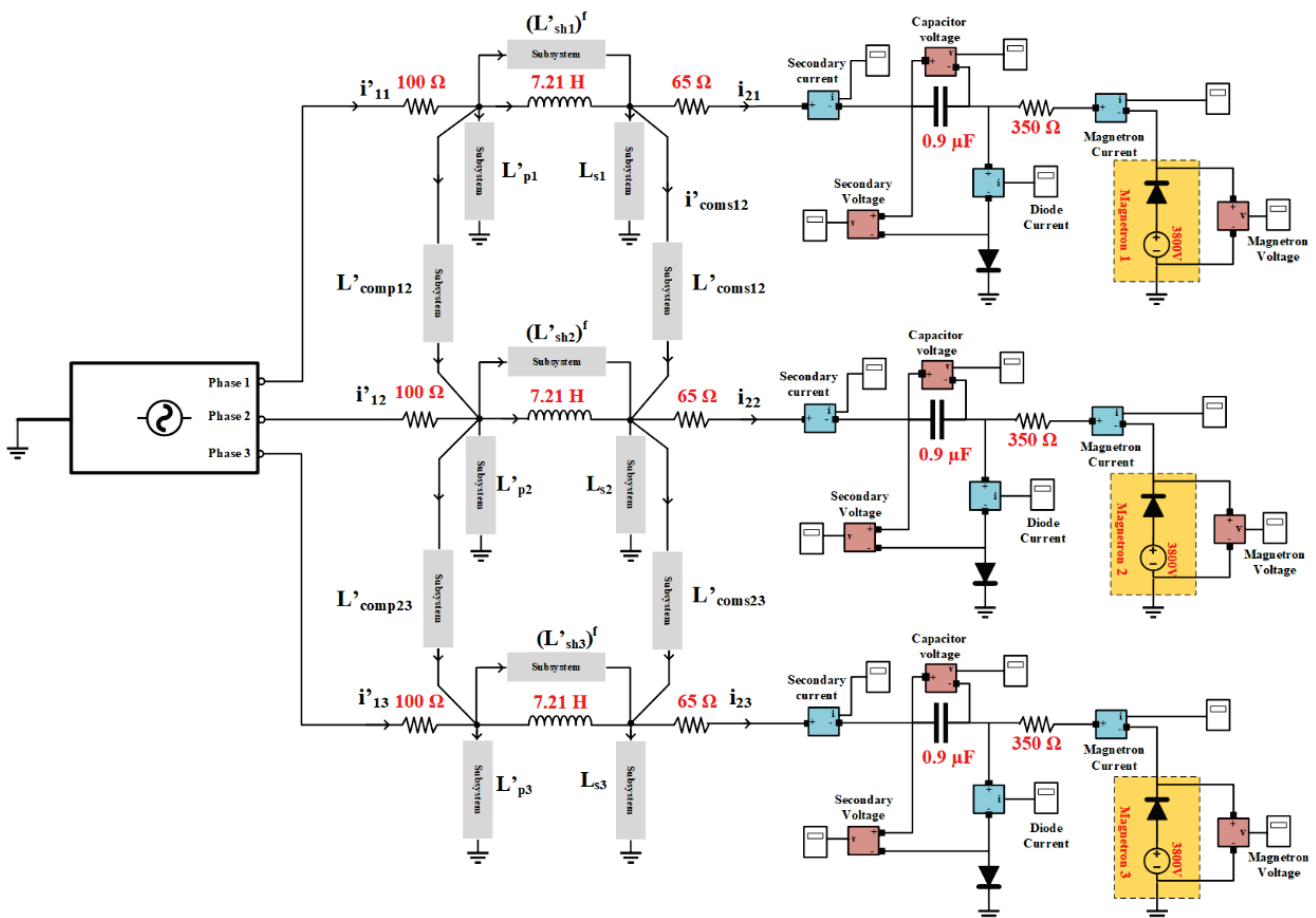 (L'sh1)f
Subsystem
i'11
100 Ω
7.21 H
65 Ω
i21
Secondary
current
i
+
-
Capacitor
voltage
v
+
-
0.9 µF
350 Ω
i
+
-
Magnetron
Current
Subsystem
L'p1
Ls1
Subsystem
i'coms12
Secondary
Voltage
v
+
-
+
i
-
Diode
Current
Magnetron 1
3800V
+
-
+
v
-
Magnetron
Voltage
L'comp12
Subsystem
Subsystem
L'coms12
(L'sh2)f
Subsystem
Phase 1
Phase 2
Phase 3
i'12
100 Ω
7.21 H
65 Ω
i22
Secondary
current
i
+
-
Capacitor
voltage
v
+
-
0.9 µF
350 Ω
i
+
-
Magnetron
Current
Subsystem
L'p2
Ls2
Subsystem
Secondary
Voltage
v
+
-
+
i
-
Diode
Current
Magnetron 2
3800V
+
-
+
v
-
Magnetron
Voltage
L'comp23
Subsystem
Subsystem
L'coms23
(L'sh3)f
Subsystem
i'13
100 Ω
7.21 H
65 Ω
i23
Secondary
current
i
+
-
Capacitor
voltage
v
+
-
0.9 µF
350 Ω
i
+
-
Magnetron
Current
Subsystem
L'p3
Ls3
Subsystem
Secondary
Voltage
v
+
-
+
i
-
Diode
Current
Magnetron 3
3800V
+
-
+
v
-
Magnetron
Voltage